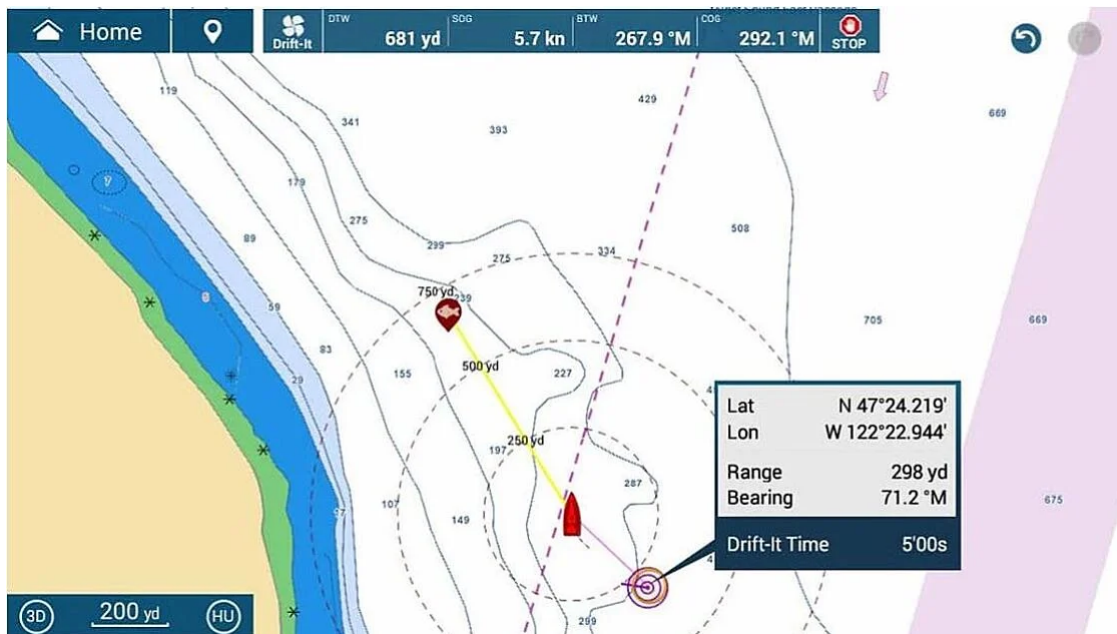 Home
Drift-It
DTW
681 yd
SOG
5.7 kn
BTW
267.9 °M
COG
292.1 °M
STOP
119
341
393
429
669
179
275
299
275
334
508
89
59
750 yd
239
705
669
83
155
500 yd
227
29
250 yd
197
287
107
149
17
675
299
Lat N 47°24.219'
Lon W 122°22.944'
Range 298 yd
Bearing 71.2 °M
Drift-It Time 5'00s
3D
200 yd
HU